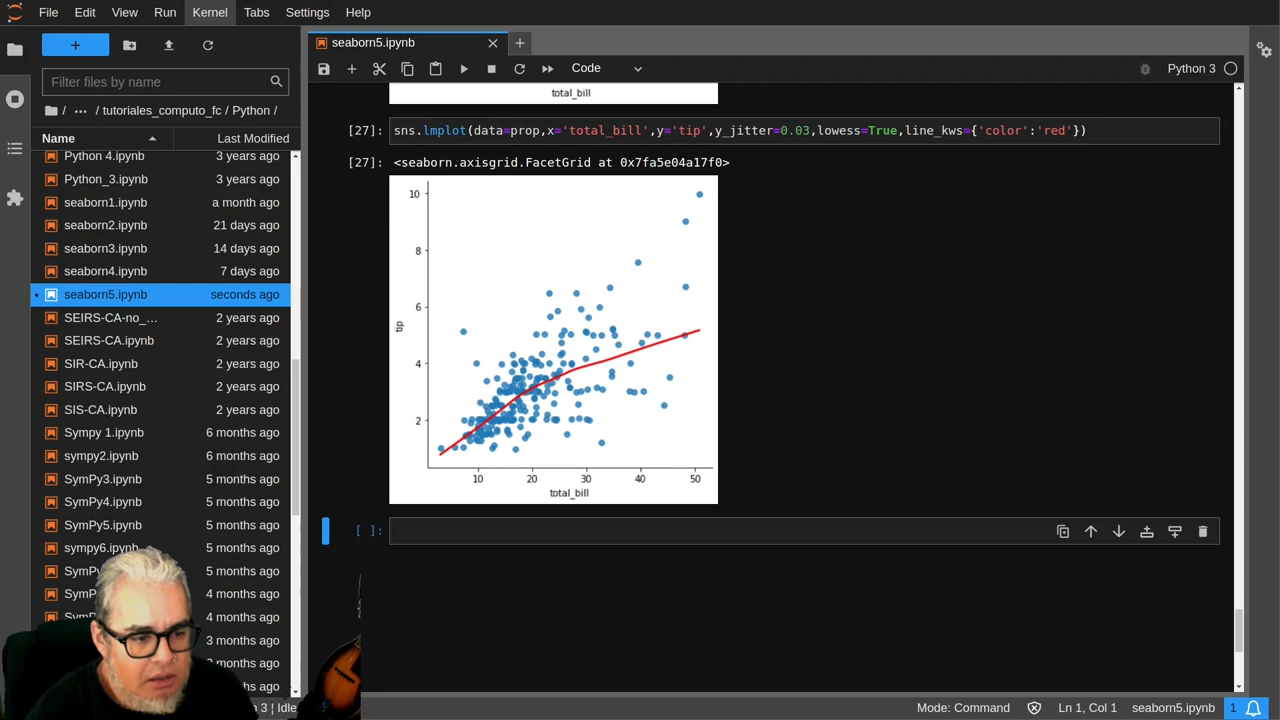 File Edit View Run Kernel Tabs Settings Help
seaborn5.ipynb
Filter files by name
Code
Python 3
/ ... / tutoriales_computo_fc / Python /
Name Last Modified
Python 4.ipynb 3 years ago
Python_3.ipynb 3 years ago
seaborn1.ipynb a month ago
seaborn2.ipynb 21 days ago
seaborn3.ipynb 14 days ago
seaborn4.ipynb 7 days ago
seaborn5.ipynb seconds ago
SEIRS-CA-no_... 2 years ago
SEIRS-CA.ipynb 2 years ago
SIR-CA.ipynb 2 years ago
SIRS-CA.ipynb 2 years ago
SIS-CA.ipynb 2 years ago
Sympy 1.ipynb 6 months ago
sympy2.ipynb 6 months ago
SymPy3.ipynb 5 months ago
SymPy4.ipynb 5 months ago
SymPy5.ipynb 5 months ago
sympy6.ipynb 5 months ago
5 months ago
4 months ago
4 months ago
3 months ago
months ago
months ago
total_bill
[27]: sns.lmplot(data=prop,x='total_bill',y='tip',y_jitter=0.03,lowess=True,line_kws={'color':'red'})
[27]: <seaborn.axisgrid.FacetGrid at 0x7fa5e04a17f0>
10
8
6
4
2
tip
10 20 30 40 50
total_bill
[ ]:
3 | Idle
Mode: Command
Ln 1, Col 1
seaborn5.ipynb
1